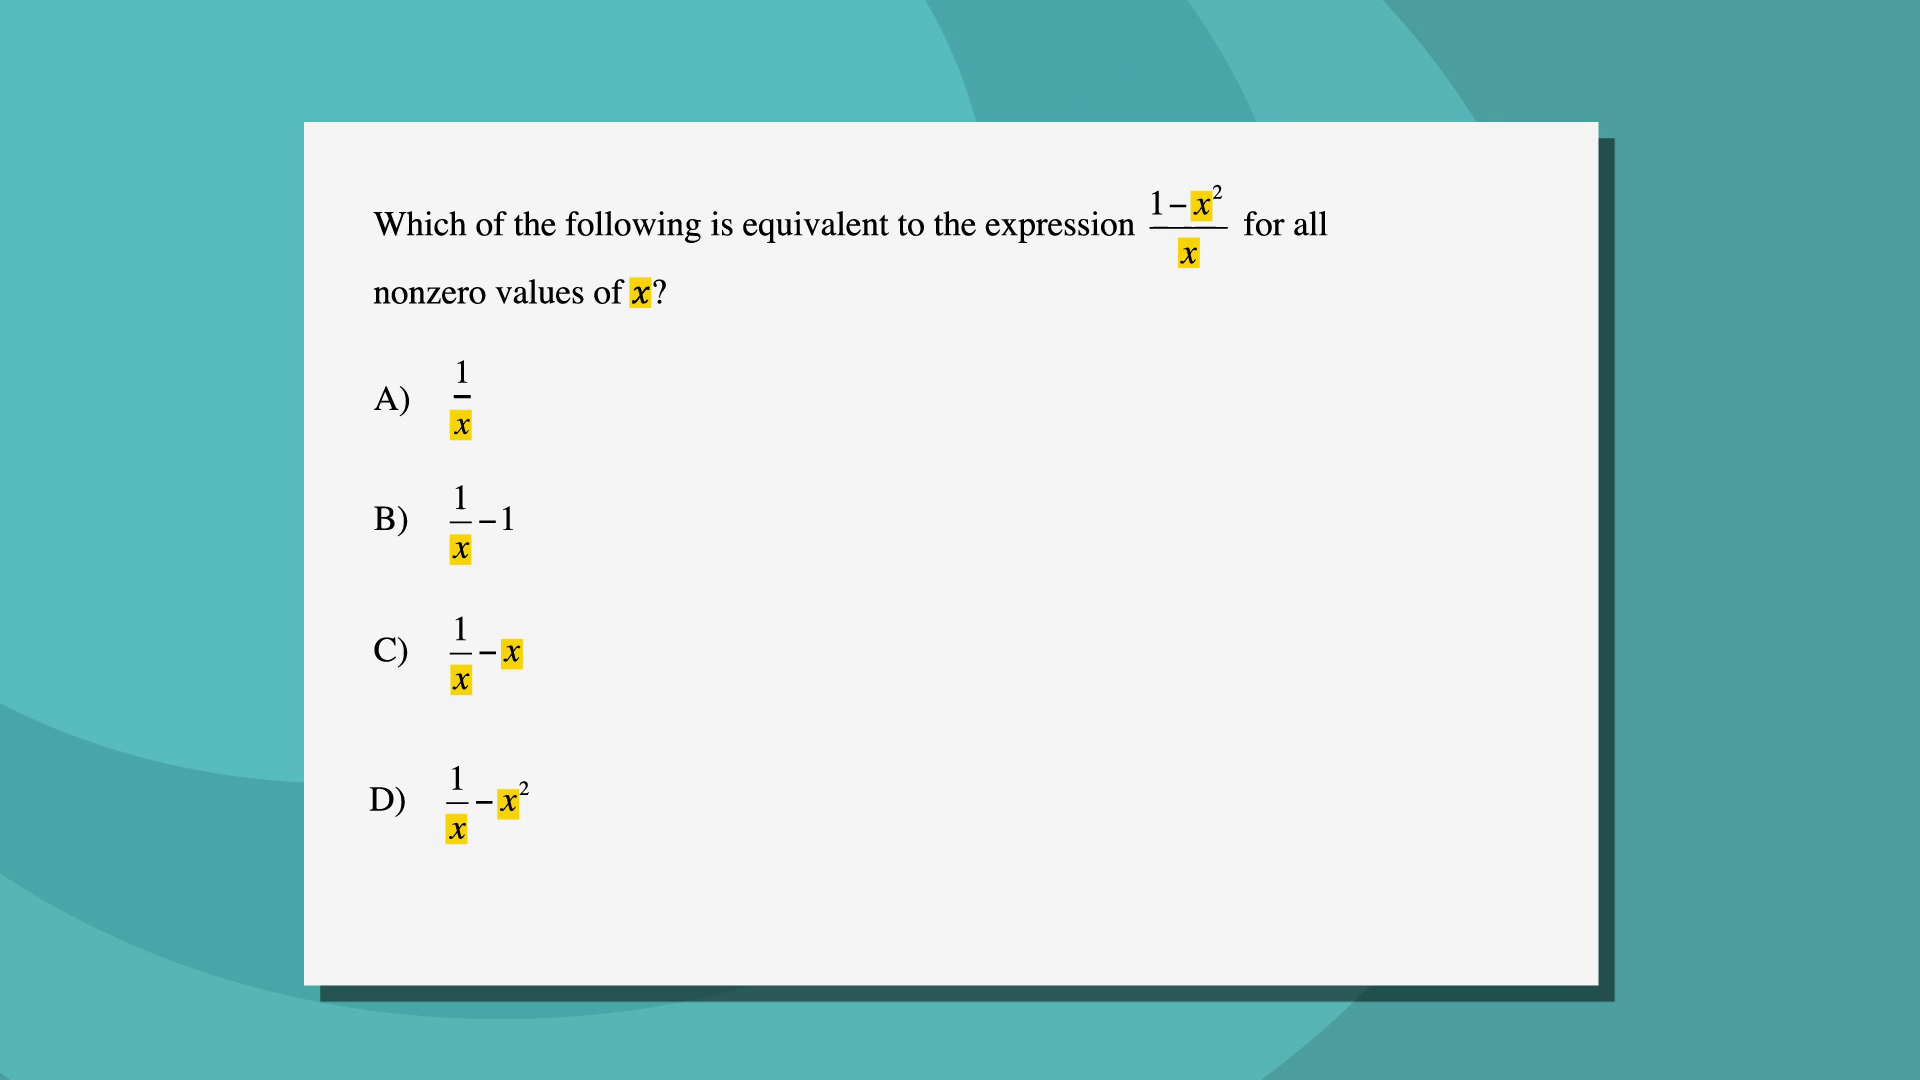 Which of the following is equivalent to the expression (1−x²)/x for all
nonzero values of x?
A) 1/x
B) 1/x −1
C) 1/x −x
D) 1/x −x²